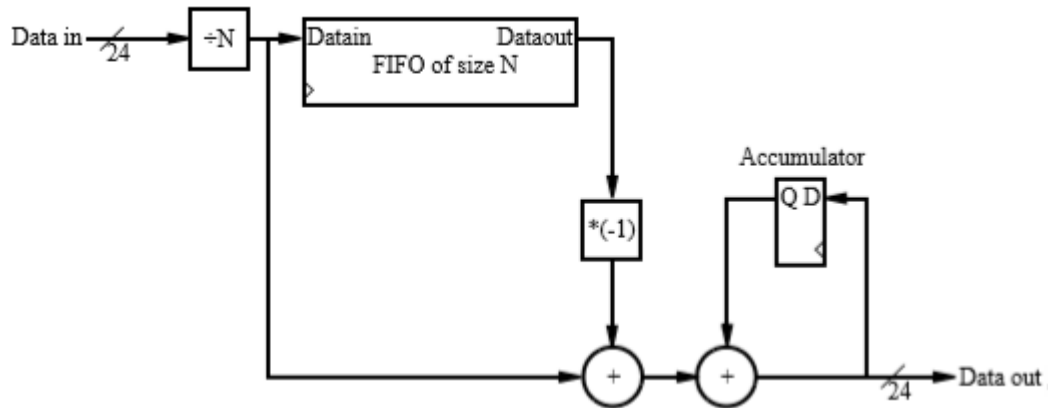 Data in
24
÷N
Datain
Dataout
FIFO of size N
Accumulator
Q D
*(-1)
+
+
24
Data out